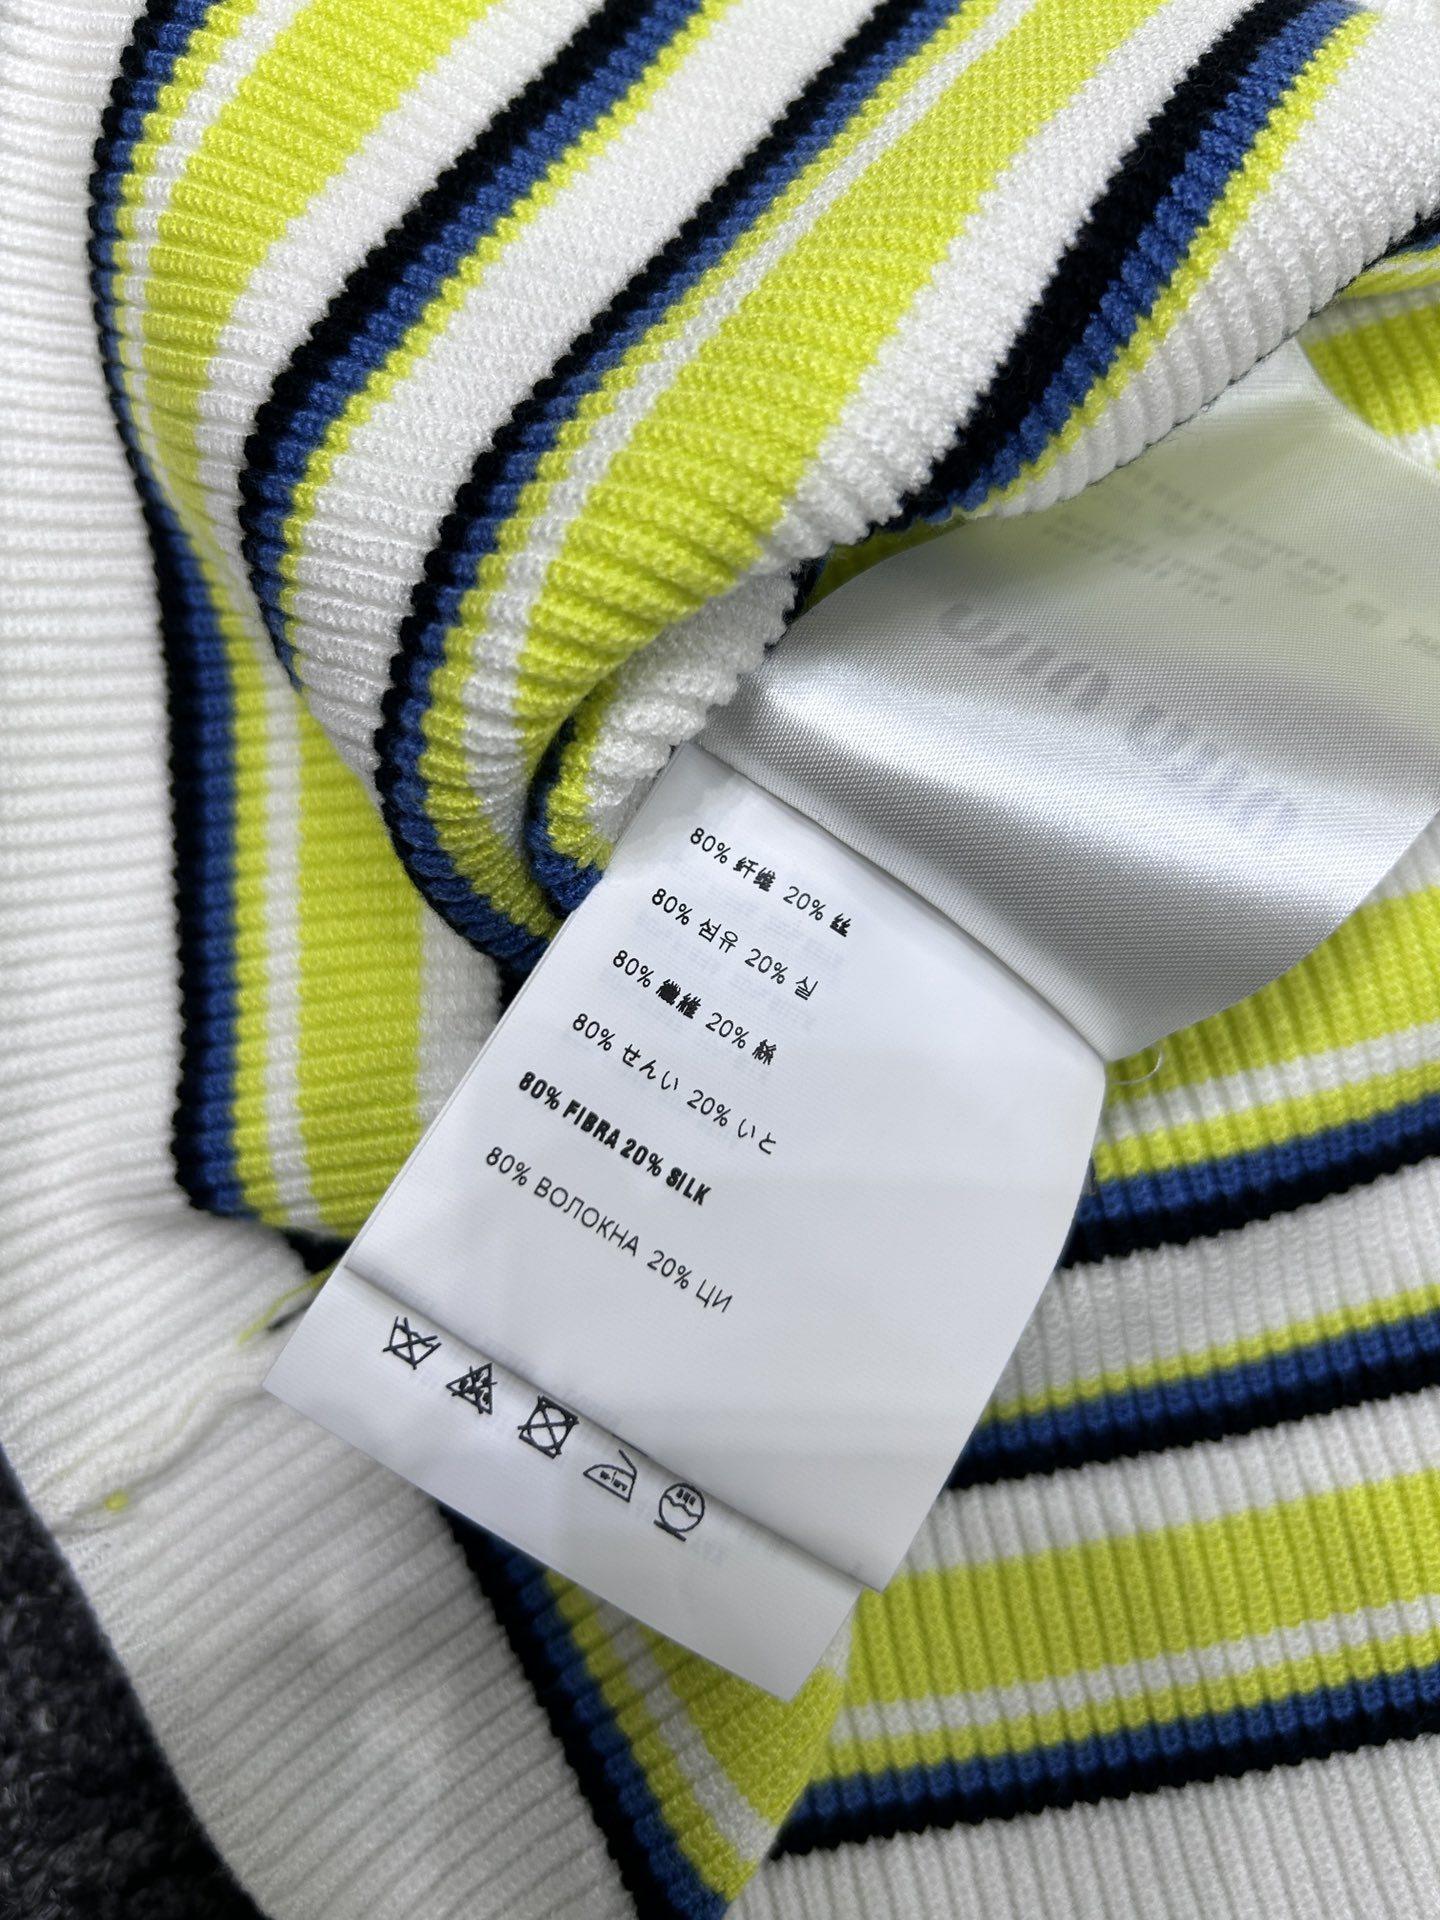 80% 纤维 20% 丝
80% 섬유 20% 실
80% 纖維 20% 絲
80% せんい 20% いと
80% FIBRA 20% SILK
80% ВОЛОКНА 20% ЦИ